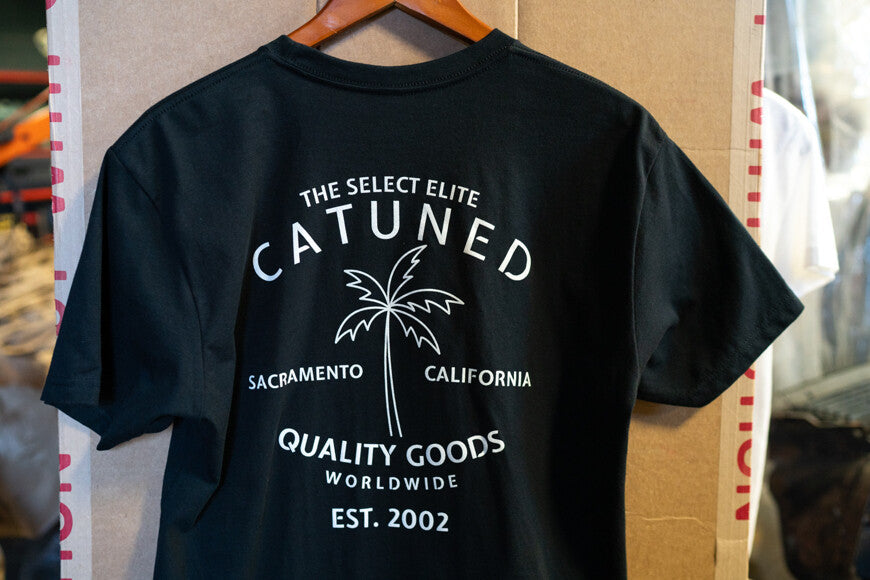 THE SELECT ELITE
CATUNED
SACRAMENTO CALIFORNIA
QUALITY GOODS
WORLDWIDE
EST. 2002